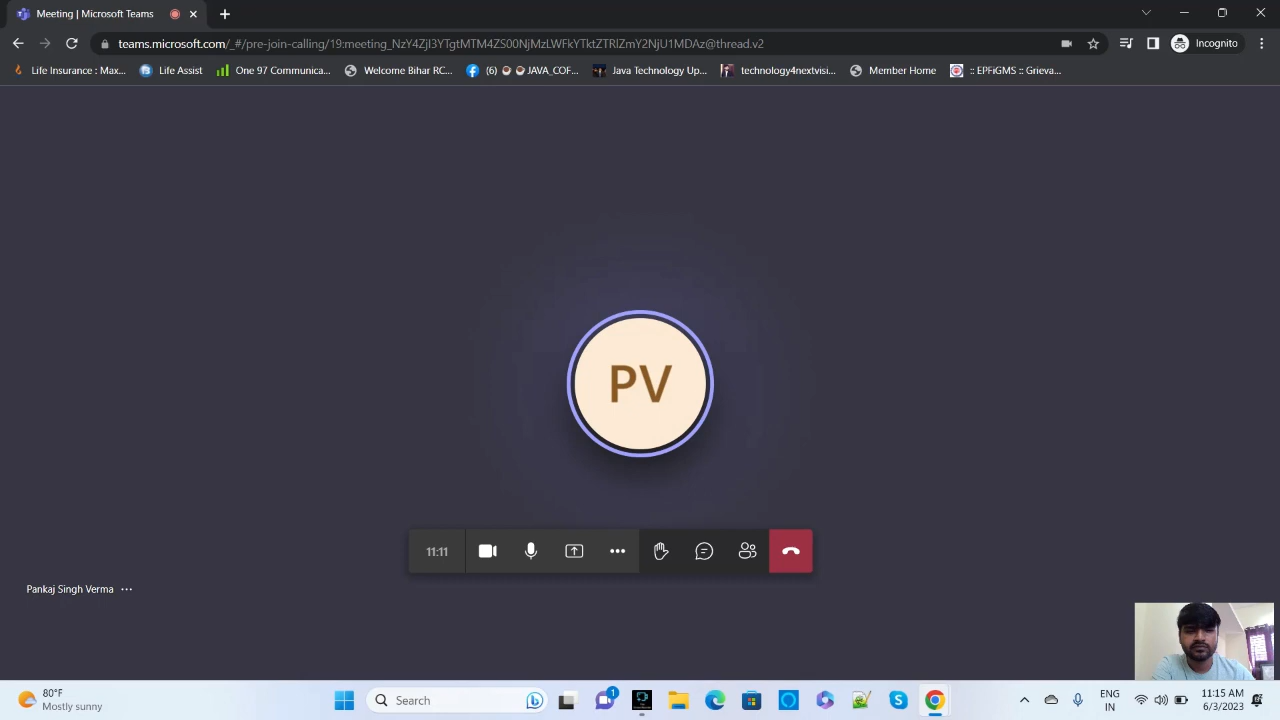 Meeting | Microsoft Teams
teams.microsoft.com/_#/pre-join-calling/19:meeting_NzY4ZjI3YTgtMTM4ZS00NjMzLWFkYTktZTRlZmY2NjU1MDAz@thread.v2
Incognito
Life Insurance : Max...
Life Assist
One 97 Communica...
Welcome Bihar RC...
(6) ☕ ☕ JAVA_COF...
Java Technology Up...
technology4nextvisi...
Member Home
:: EPFiGMS :: Grieva...
PV
11:11
Pankaj Singh Verma
80°F
Mostly sunny
Search
1
ENG
IN
11:15 AM
6/3/2023